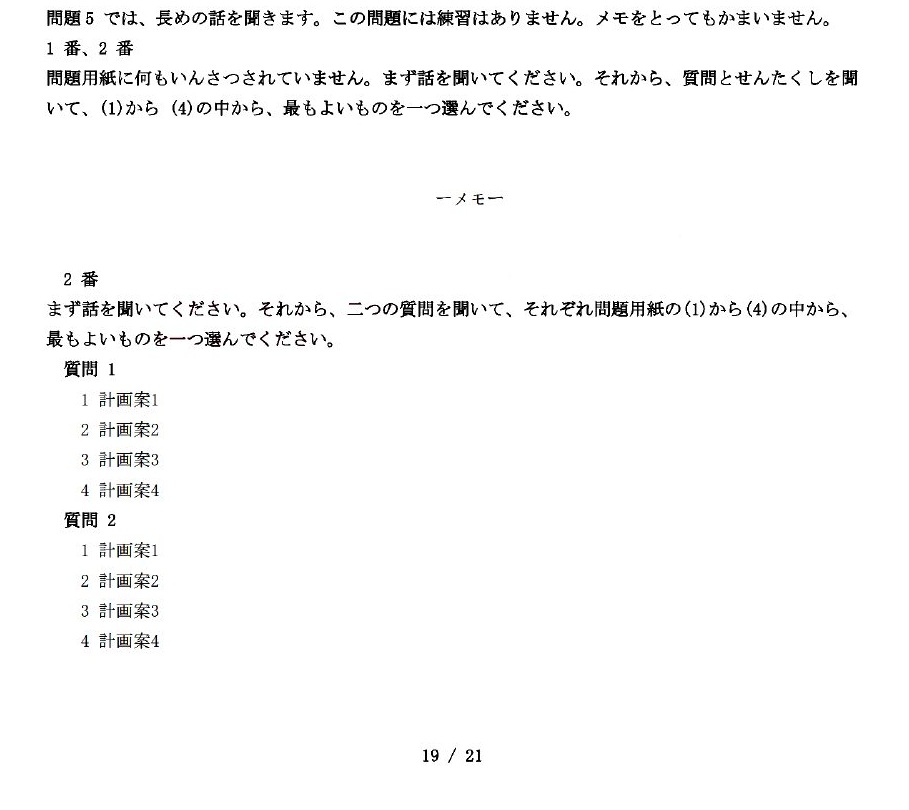 問題5 では、長めの話を聞きます。この問題には練習はありません。メモをとってもかまいません。
1 番、2 番
問題用紙に何もいんさつされていません。まず話を聞いてください。それから、質問とせんたくしを聞
いて、(1)から (4)の中から、最もよいものを一つ選んでください。
ーメモー
2 番
まず話を聞いてください。それから、二つの質問を聞いて、それぞれ問題用紙の(1)から(4)の中から、
最もよいものを一つ選んでください。
質問 1
1 計画案1
2 計画案2
3 計画案3
4 計画案4
質問 2
1 計画案1
2 計画案2
3 計画案3
4 計画案4
19 / 21